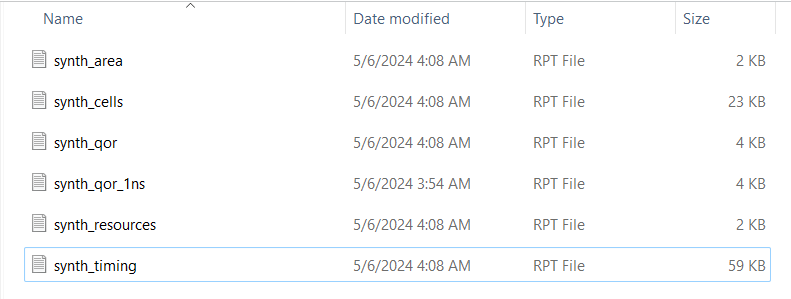 Name Date modified Type Size
synth_area 5/6/2024 4:08 AM RPT File 2 KB
synth_cells 5/6/2024 4:08 AM RPT File 23 KB
synth_qor 5/6/2024 4:08 AM RPT File 4 KB
synth_qor_1ns 5/6/2024 3:54 AM RPT File 4 KB
synth_resources 5/6/2024 4:08 AM RPT File 2 KB
synth_timing 5/6/2024 4:08 AM RPT File 59 KB